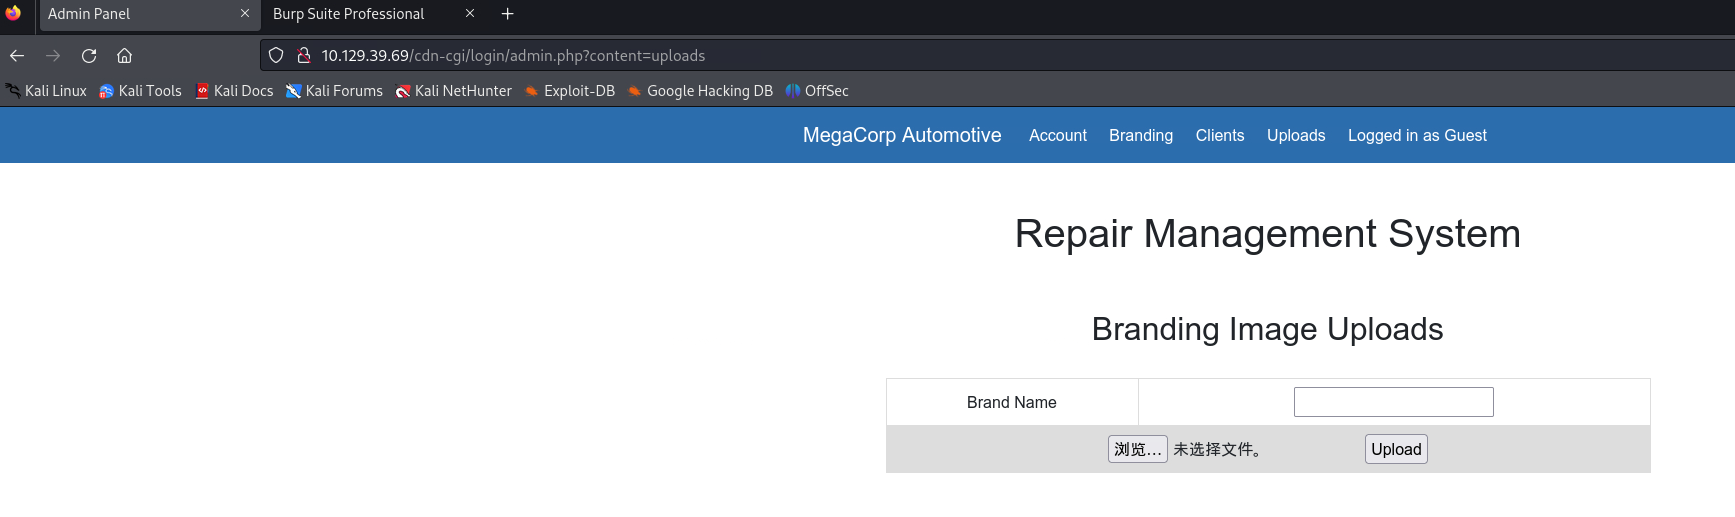 Admin Panel
Burp Suite Professional
10.129.39.69/cdn-cgi/login/admin.php?content=uploads
Kali Linux Kali Tools Kali Docs Kali Forums Kali NetHunter Exploit-DB Google Hacking DB OffSec
MegaCorp Automotive Account Branding Clients Uploads Logged in as Guest
Repair Management System
Branding Image Uploads
Brand Name
浏览… 未选择文件。 Upload